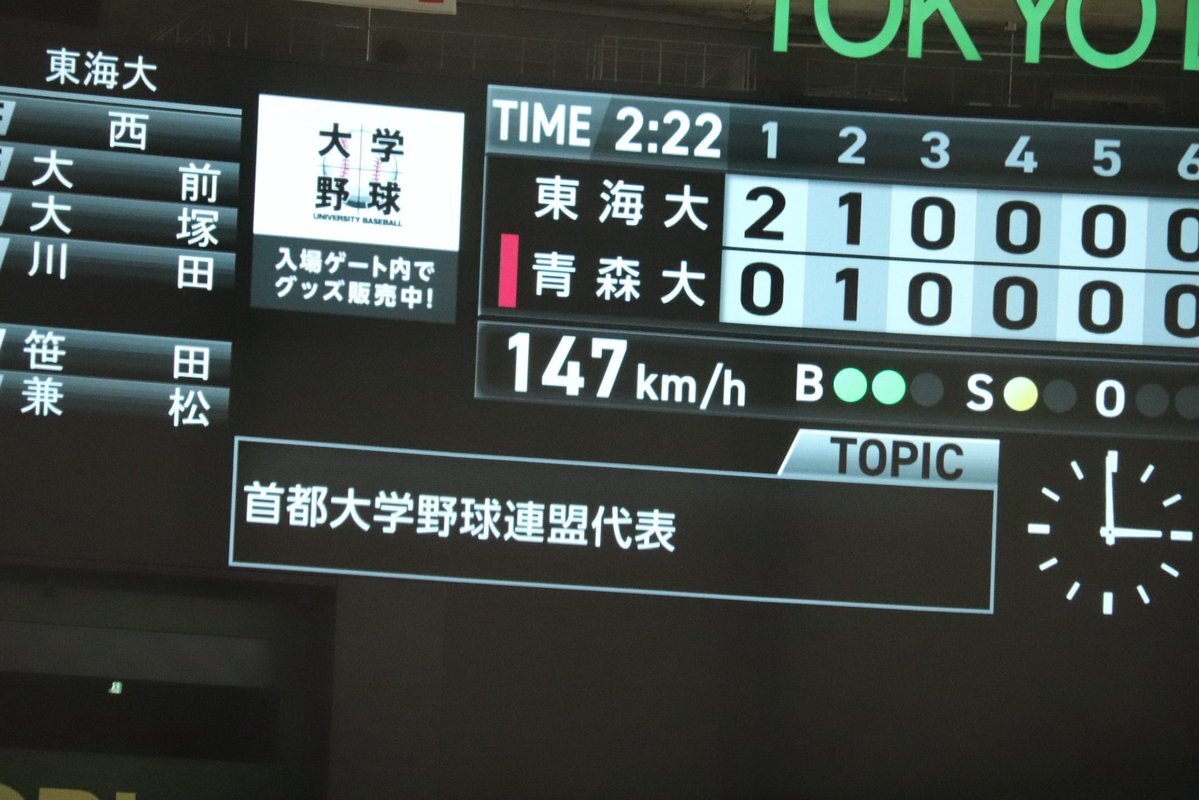 TOKYO
東海大
西
大前
大塚
川田
笹田
兼松
大学
野球
UNIVERSITY BASEBALL
入場ゲート内で
グッズ販売中!
TIME 2:22 1 2 3 4 5 6
東海大 2 1 0 0 0 0
青森大 0 1 0 0 0 0
147 km/h B S O
TOPIC
首都大学野球連盟代表